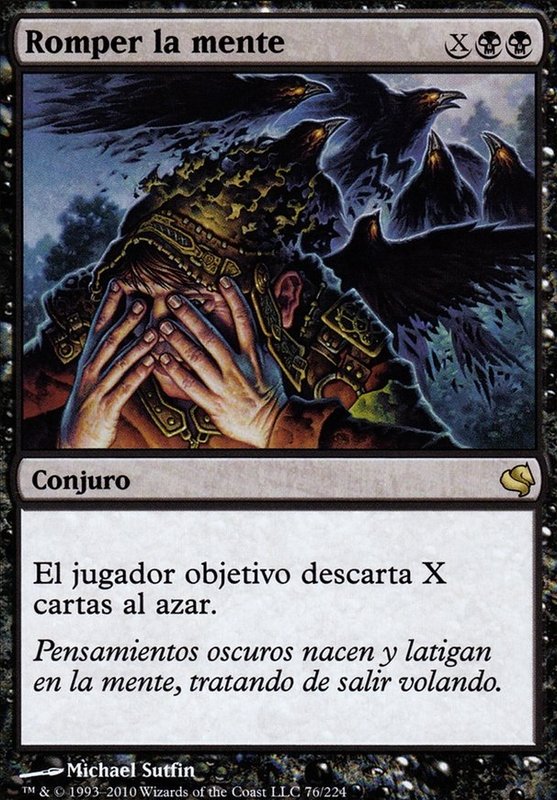 Romper la mente
X
Conjuro
El jugador objetivo descarta X
cartas al azar.
Pensamientos oscuros nacen y latigan
en la mente, tratando de salir volando.
Michael Sutfin
™ & © 1993–2010 Wizards of the Coast LLC 76/224